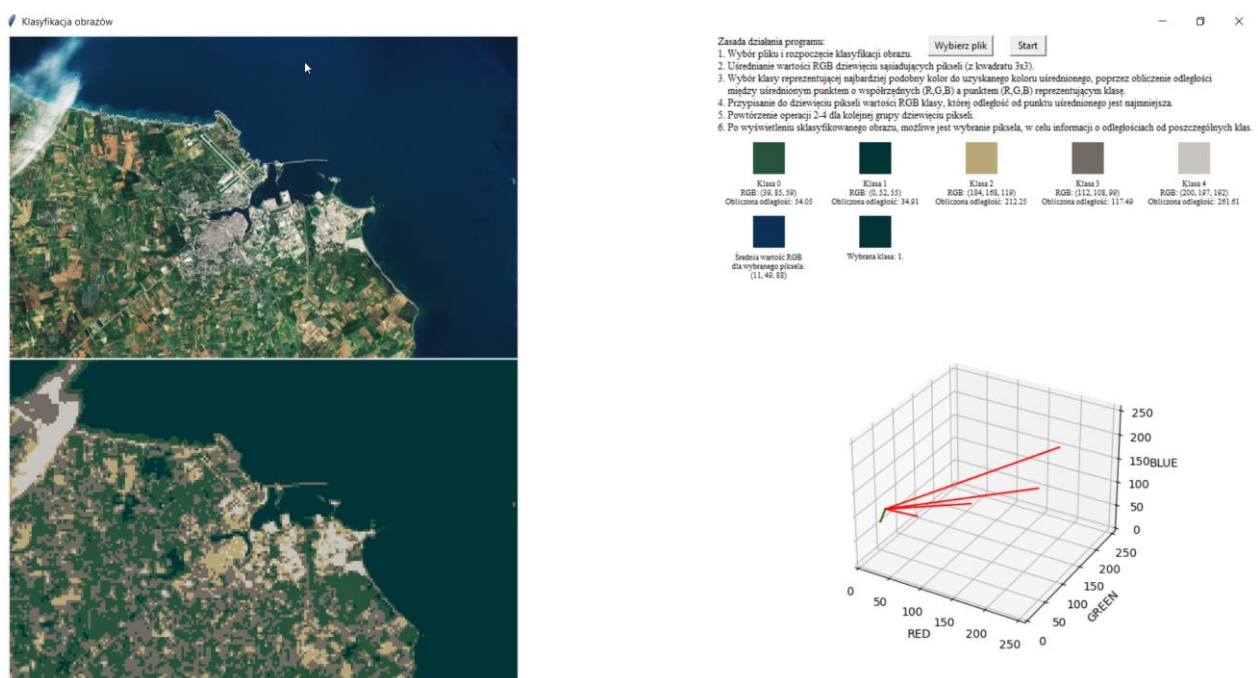 Klasyfikacja obrazów
Zasada działania programu:
Wybierz plik
Start
1. Wybór pliku i rozpoczęcie klasyfikacji obrazu.
2. Uśrednianie wartości RGB dziewięciu sąsiadujących pikseli (z kwadratu 3x3).
3. Wybór klasy reprezentującej najbardziej podobny kolor do uzyskanego koloru uśrednionego, poprzez obliczenie odległości
między uśrednionym punktem o współrzędnych (R,G,B) a punktem (R,G,B) reprezentującym klasę.
4. Przypisanie do dziewięciu pikseli wartości RGB klasy, której odległość od punktu uśrednionego jest najmniejsza.
5. Powtórzenie operacji 2-4 dla kolejnej grupy dziewięciu pikseli.
6. Po wyświetleniu sklasyfikowanego obrazu, możliwe jest wybranie piksela, w celu informacji o odległościach od poszczególnych klas.
Klasa 0
RGB: (39, 85, 59)
Obliczona odległość: 54.05
Klasa 1
RGB: (0, 52, 55)
Obliczona odległość: 34.91
Klasa 2
RGB: (184, 168, 119)
Obliczona odległość: 212.25
Klasa 3
RGB: (112, 108, 99)
Obliczona odległość: 117.49
Klasa 4
RGB: (200, 197, 192)
Obliczona odległość: 261.61
Średnia wartość RGB
dla wybranego piksela:
(11, 49, 88)
Wybrana klasa: 1.
250
200
150
BLUE
100
50
0
250
200
150
100
50
0
GREEN
0
50
100
150
200
250
RED